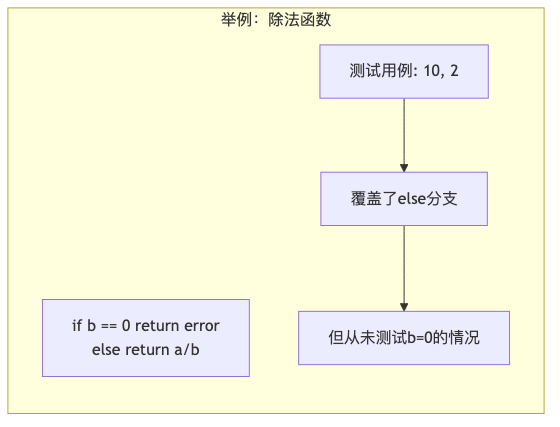 举例：除法函数
测试用例: 10, 2
覆盖了else分支
if b == 0 return error
else return a/b
但从未测试b=0的情况